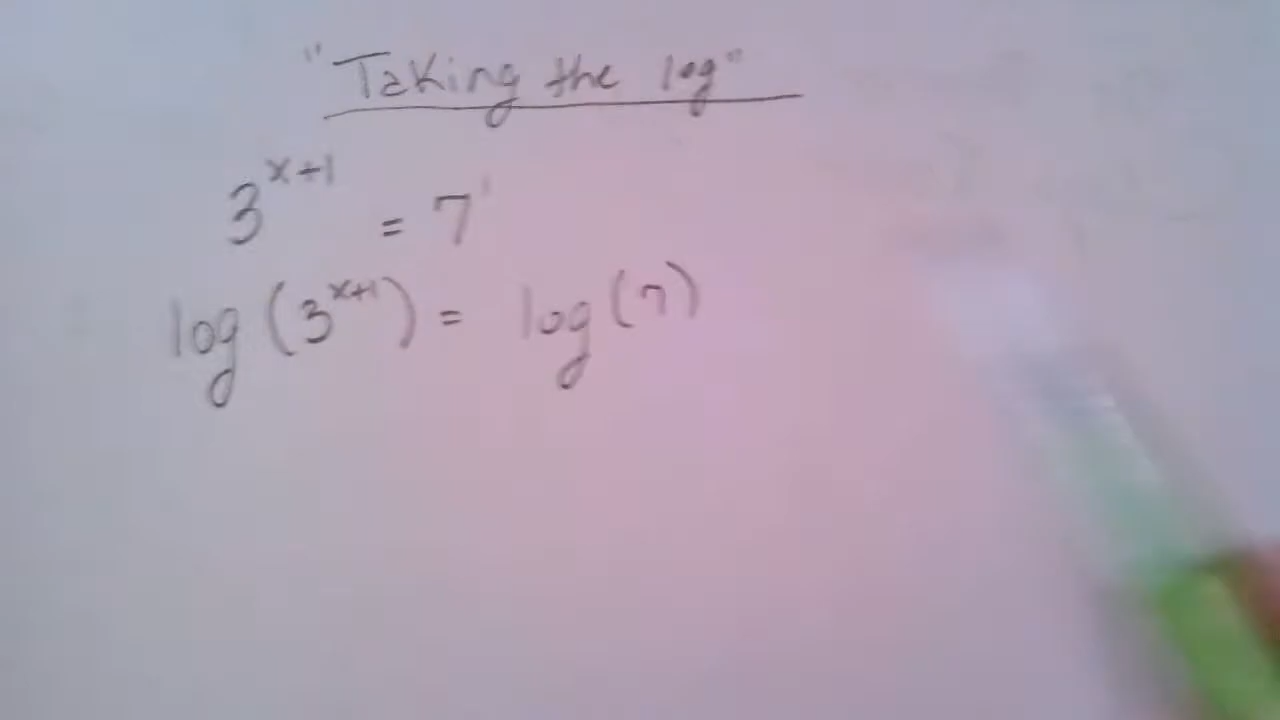 "Taking the log"
3^{x+1} = 7
log (3^{x+1}) = log (7)